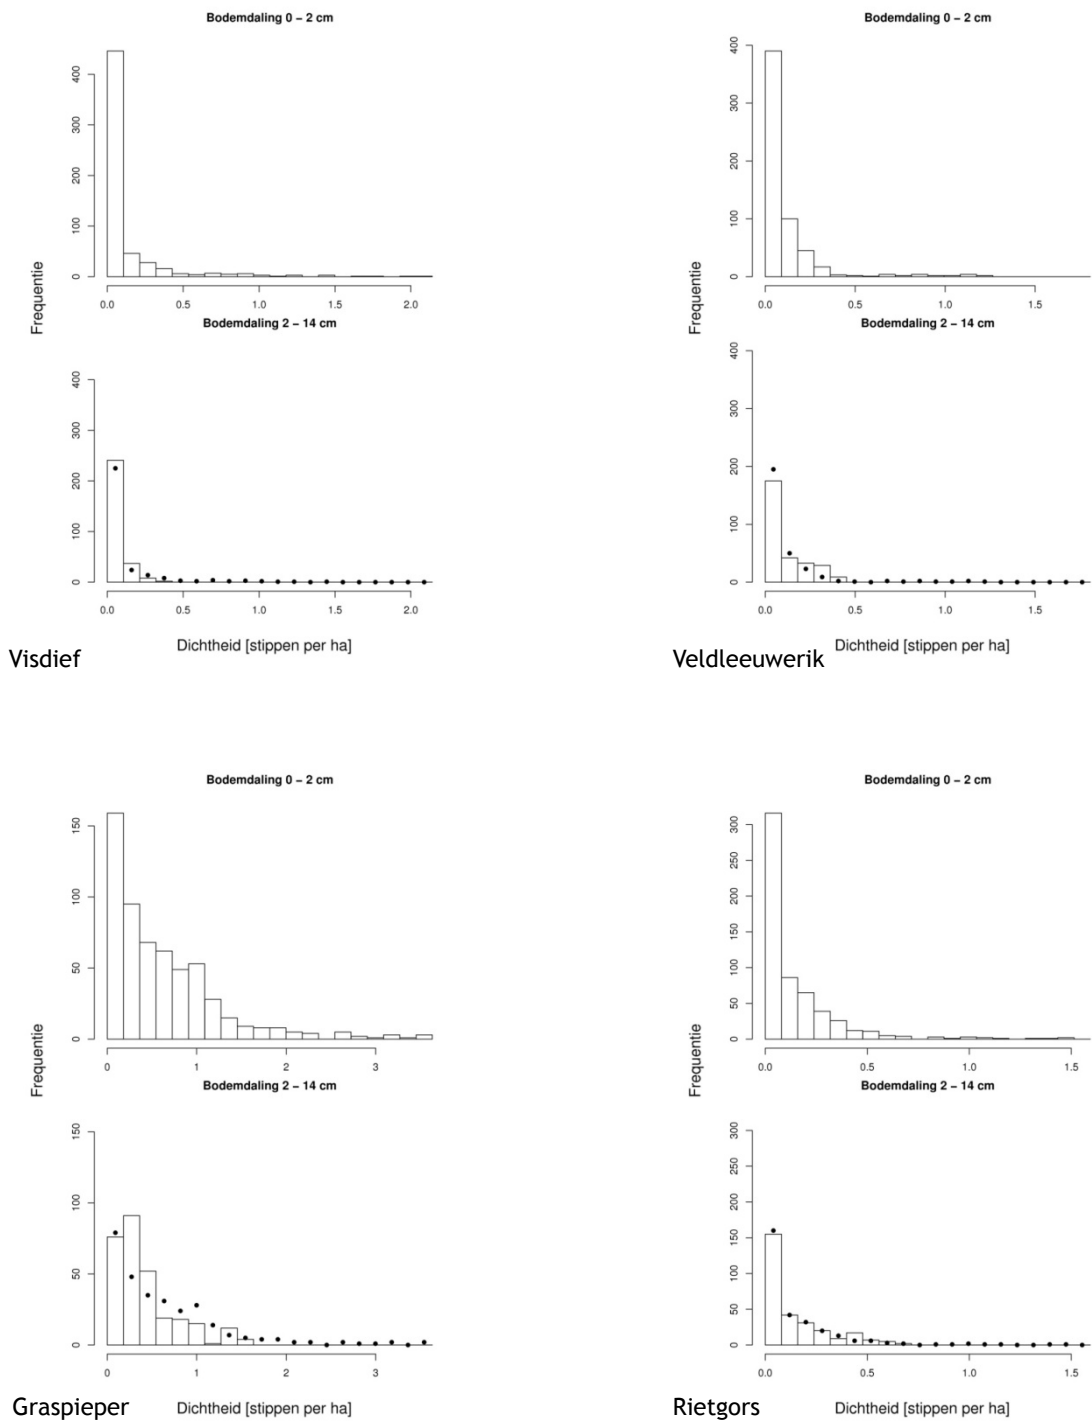 Bodemdaling 0 – 2 cm
400
300
200
100
0
0.0 0.5 1.0 1.5 2.0
Frequentie
Bodemdaling 2 – 14 cm
400
300
200
100
0
0.0 0.5 1.0 1.5 2.0
Dichtheid [stippen per ha]
Visdief
Bodemdaling 0 – 2 cm
400
300
200
100
0
0.0 0.5 1.0 1.5
Frequentie
Bodemdaling 2 – 14 cm
400
300
200
100
0
0.0 0.5 1.0 1.5
Dichtheid [stippen per ha]
Veldleeuwerik
Bodemdaling 0 – 2 cm
150
100
50
0
0 1 2 3
Frequentie
Bodemdaling 2 – 14 cm
150
100
50
0
0 1 2 3
Dichtheid [stippen per ha]
Graspieper
Bodemdaling 0 – 2 cm
300
250
200
150
100
50
0
0.0 0.5 1.0 1.5
Frequentie
Bodemdaling 2 – 14 cm
300
250
200
150
100
50
0
0.0 0.5 1.0 1.5
Dichtheid [stippen per ha]
Rietgors